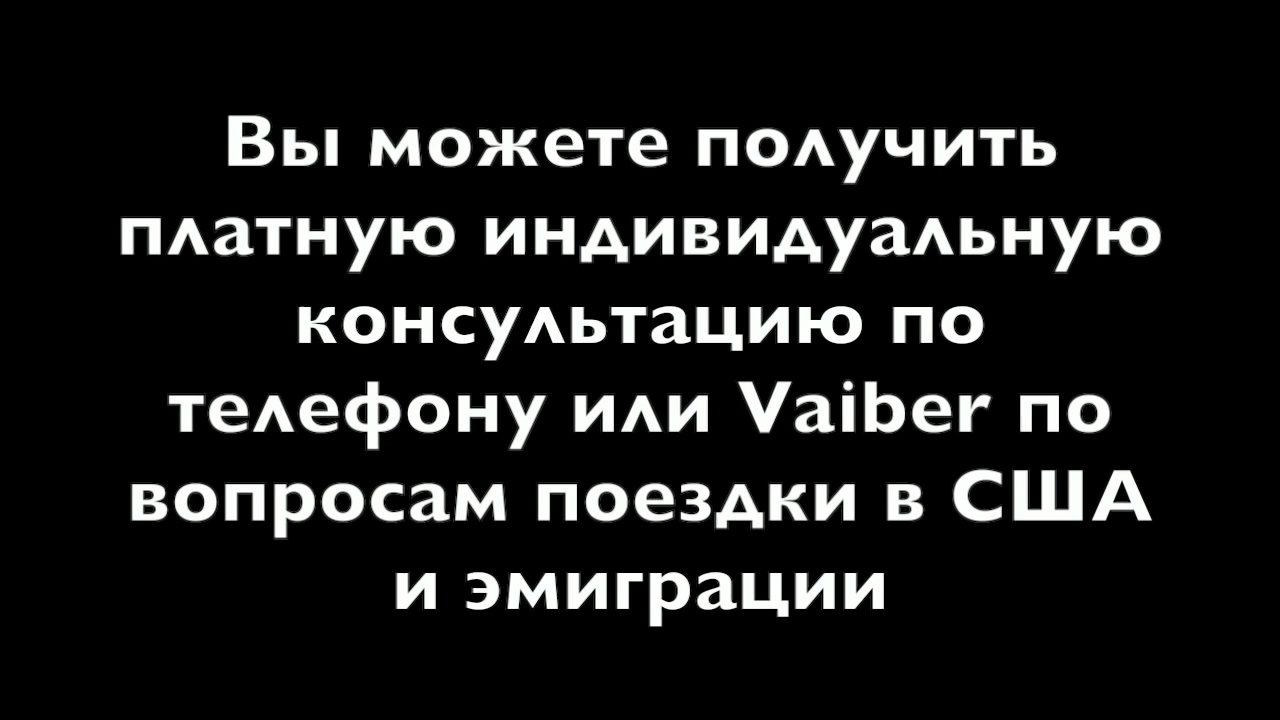 Вы можете получить
платную индивидуальную
консультацию по
телефону или Vaiber по
вопросам поездки в США
и эмиграции